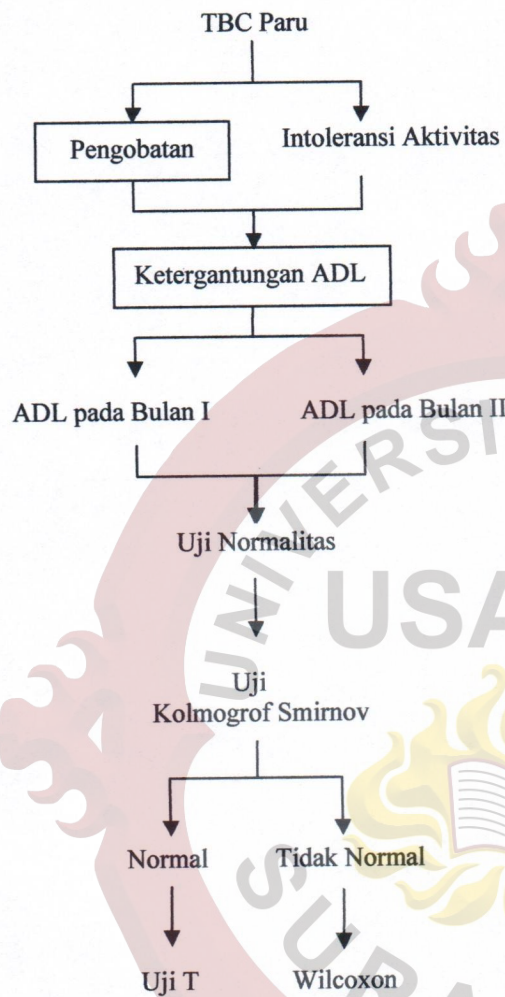 TBC Paru
Pengobatan
Intoleransi Aktivitas
Ketergantungan ADL
ADL pada Bulan I
ADL pada Bulan II
Uji Normalitas
Uji
Kolmogrof Smirnov
Normal
Tidak Normal
Uji T
Wilcoxon